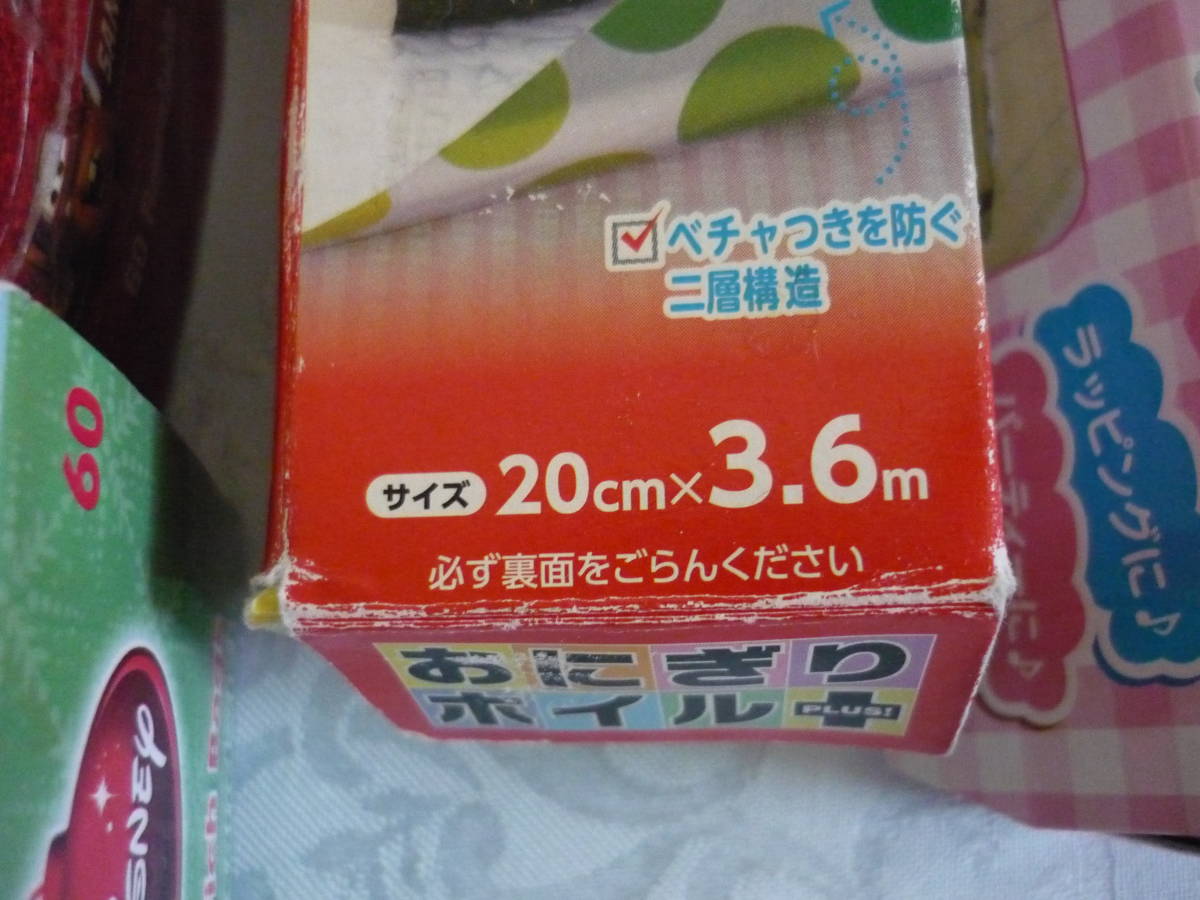 ベチャつきを防ぐ
二層構造
サイズ 20cm×3.6m
必ず裏面をごらんください
おにぎり
ホイル PLUS!
60
ラッピングに♪